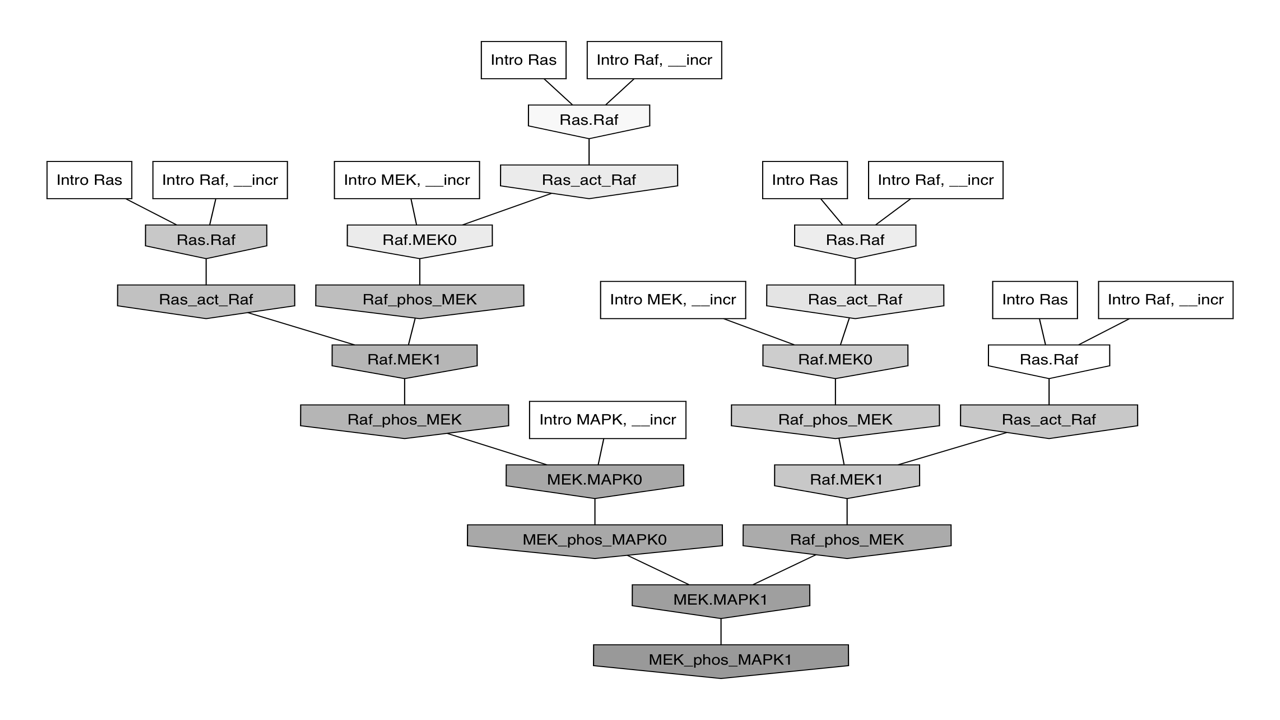 Intro Ras
Intro Raf, __incr
Ras.Raf
Intro Ras
Intro Raf, __incr
Intro MEK, __incr
Ras_act_Raf
Intro Ras
Intro Raf, __incr
Ras.Raf
Raf.MEK0
Ras.Raf
Ras_act_Raf
Raf_phos_MEK
Intro MEK, __incr
Ras_act_Raf
Intro Ras
Intro Raf, __incr
Raf.MEK1
Raf.MEK0
Ras.Raf
Raf_phos_MEK
Intro MAPK, __incr
Raf_phos_MEK
Ras_act_Raf
MEK.MAPK0
Raf.MEK1
MEK_phos_MAPK0
Raf_phos_MEK
MEK.MAPK1
MEK_phos_MAPK1